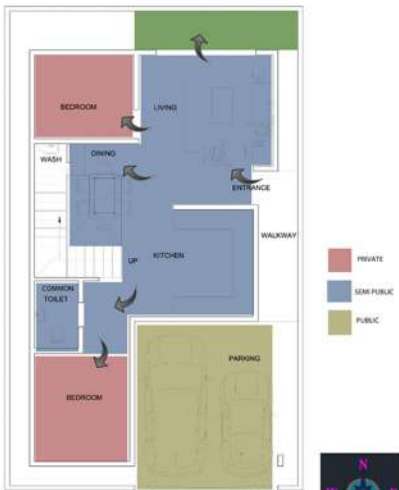 BEDROOM
LIVING
WASH
DINING
ENTRANCE
WALKWAY
UP
KITCHEN
COMMON
TOILET
BEDROOM
PARKING
PRIVATE
SEMI-PUBLIC
PUBLIC
N